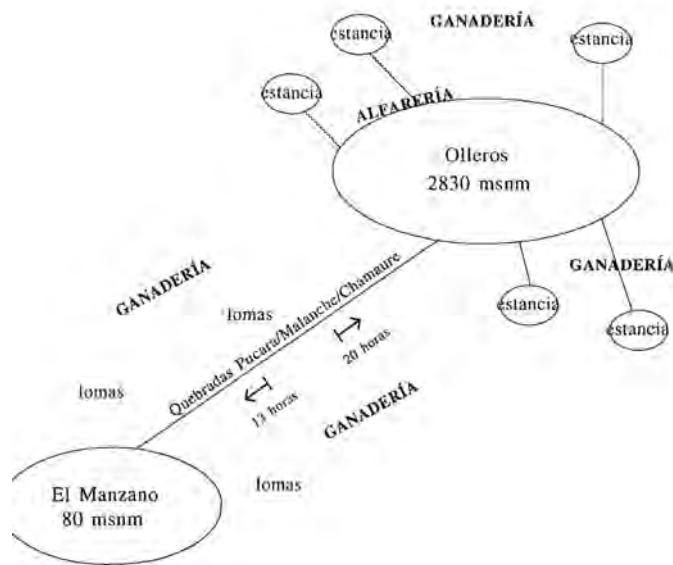 GANADERÍA
estancia
estancia
estancia
ALFARERÍA
Olleros
2830 msnm
GANADERÍA
estancia
estancia
GANADERÍA
lomas
Quebradas Pucara/Malanche/Chamaure
20 horas
13 horas
GANADERÍA
lomas
lomas
El Manzano
80 msnm